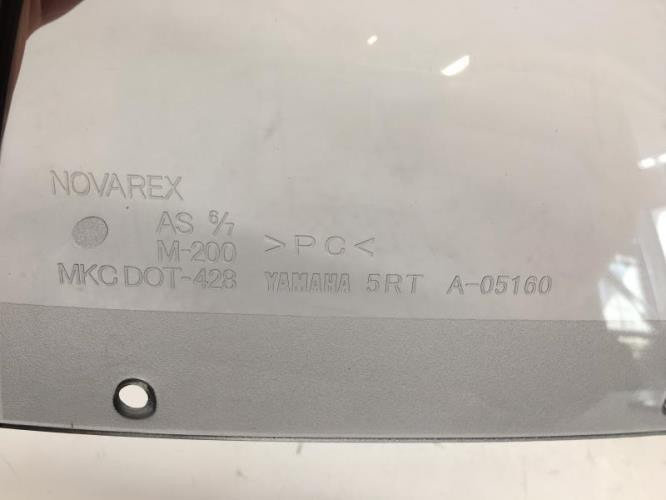 NOVAREX
AS 6/7
M-200 >PC<
MKC DOT-428 YAMAHA 5RT A-05160